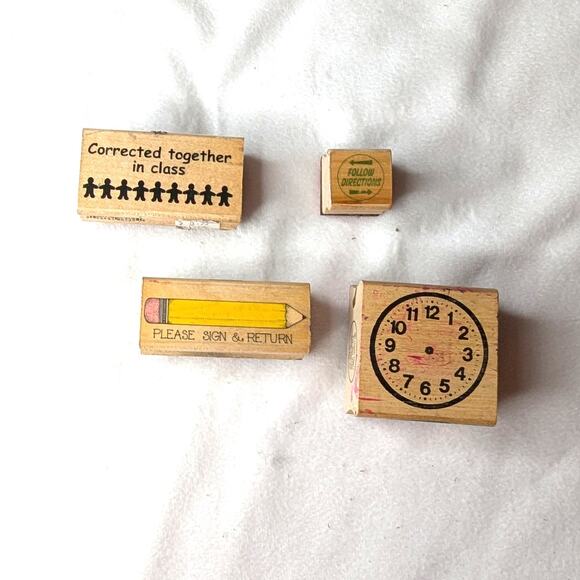 Corrected together
in class
FOLLOW
DIRECTIONS
PLEASE SIGN & RETURN
12
11
1
10
2
9
3
8
4
7
5
6